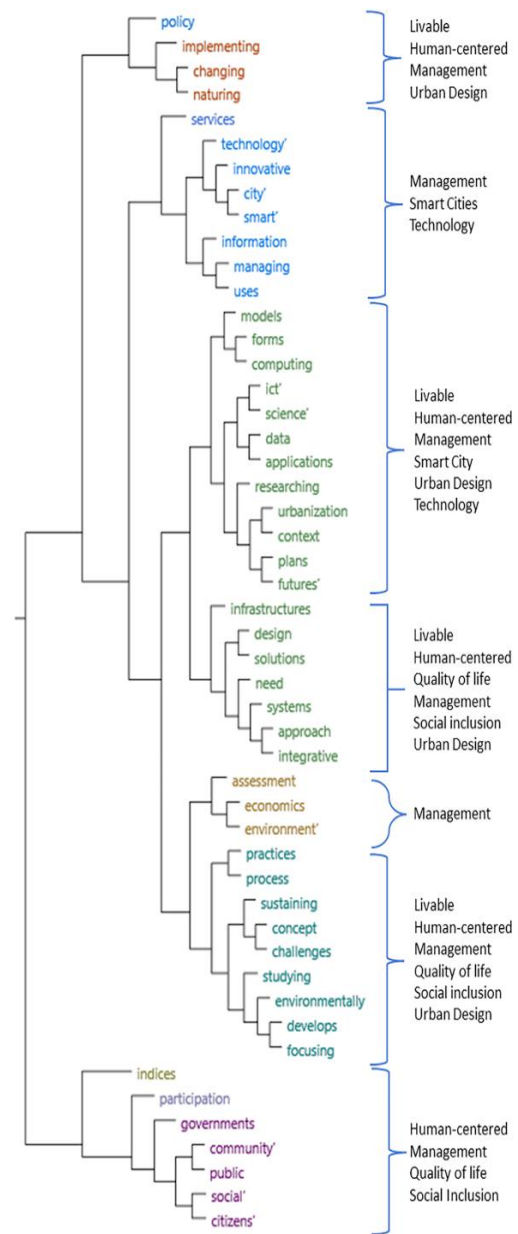 policy
implementing
changing
naturing
Livable
Human-centered
Management
Urban Design
services
technology'
innovative
city'
smart'
information
managing
uses
Management
Smart Cities
Technology
models
forms
computing
ict'
science'
data
applications
researching
urbanization
context
plans
futures'
Livable
Human-centered
Management
Smart City
Urban Design
Technology
infrastructures
design
solutions
need
systems
approach
integrative
Livable
Human-centered
Quality of life
Management
Social inclusion
Urban Design
assessment
economics
environment'
Management
practices
process
sustaining
concept
challenges
studying
environmentally
develops
focusing
Livable
Human-centered
Management
Quality of life
Social inclusion
Urban Design
indices
participation
governments
community'
public
social'
citizens'
Human-centered
Management
Quality of life
Social Inclusion